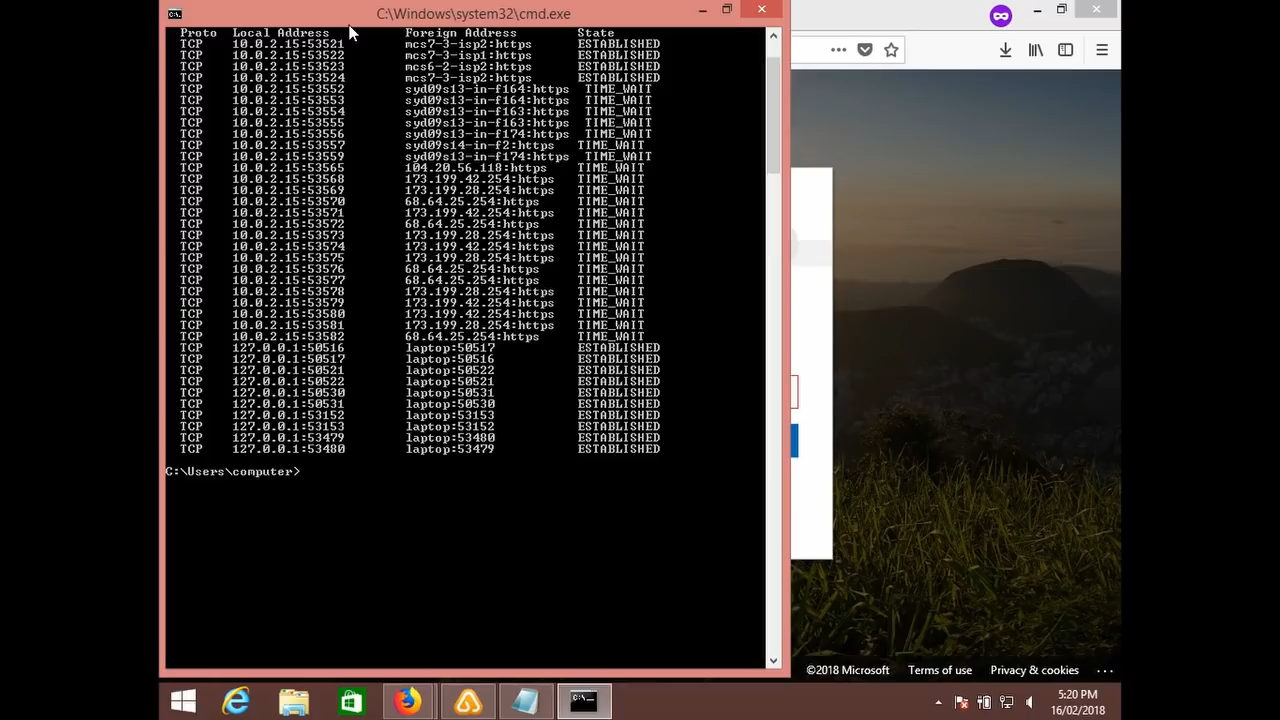 C:\Windows\system32\cmd.exe
Proto Local Address Foreign Address State
TCP 10.0.2.15:53521 mcs7-3-isp2:https ESTABLISHED
TCP 10.0.2.15:53522 mcs7-3-isp1:https ESTABLISHED
TCP 10.0.2.15:53523 mcs6-2-isp2:https ESTABLISHED
TCP 10.0.2.15:53524 mcs7-3-isp2:https ESTABLISHED
TCP 10.0.2.15:53552 syd09s13-in-f164:https TIME_WAIT
TCP 10.0.2.15:53553 syd09s13-in-f164:https TIME_WAIT
TCP 10.0.2.15:53554 syd09s13-in-f163:https TIME_WAIT
TCP 10.0.2.15:53555 syd09s13-in-f163:https TIME_WAIT
TCP 10.0.2.15:53556 syd09s13-in-f174:https TIME_WAIT
TCP 10.0.2.15:53557 syd09s14-in-f2:https TIME_WAIT
TCP 10.0.2.15:53559 syd09s13-in-f174:https TIME_WAIT
TCP 10.0.2.15:53565 104.20.56.118:https TIME_WAIT
TCP 10.0.2.15:53568 173.199.42.254:https TIME_WAIT
TCP 10.0.2.15:53569 173.199.28.254:https TIME_WAIT
TCP 10.0.2.15:53570 68.64.25.254:https TIME_WAIT
TCP 10.0.2.15:53571 173.199.42.254:https TIME_WAIT
TCP 10.0.2.15:53572 68.64.25.254:https TIME_WAIT
TCP 10.0.2.15:53573 173.199.28.254:https TIME_WAIT
TCP 10.0.2.15:53574 173.199.42.254:https TIME_WAIT
TCP 10.0.2.15:53575 173.199.28.254:https TIME_WAIT
TCP 10.0.2.15:53576 68.64.25.254:https TIME_WAIT
TCP 10.0.2.15:53577 68.64.25.254:https TIME_WAIT
TCP 10.0.2.15:53578 173.199.28.254:https TIME_WAIT
TCP 10.0.2.15:53579 173.199.42.254:https TIME_WAIT
TCP 10.0.2.15:53580 173.199.42.254:https TIME_WAIT
TCP 10.0.2.15:53581 173.199.28.254:https TIME_WAIT
TCP 10.0.2.15:53582 68.64.25.254:https TIME_WAIT
TCP 127.0.0.1:50516 laptop:50517 ESTABLISHED
TCP 127.0.0.1:50517 laptop:50516 ESTABLISHED
TCP 127.0.0.1:50521 laptop:50522 ESTABLISHED
TCP 127.0.0.1:50522 laptop:50521 ESTABLISHED
TCP 127.0.0.1:50530 laptop:50531 ESTABLISHED
TCP 127.0.0.1:50531 laptop:50530 ESTABLISHED
TCP 127.0.0.1:53152 laptop:53153 ESTABLISHED
TCP 127.0.0.1:53153 laptop:53152 ESTABLISHED
TCP 127.0.0.1:53479 laptop:53480 ESTABLISHED
TCP 127.0.0.1:53480 laptop:53479 ESTABLISHED
C:\Users\computer>
©2018 Microsoft Terms of use Privacy & cookies ...
5:20 PM
16/02/2018